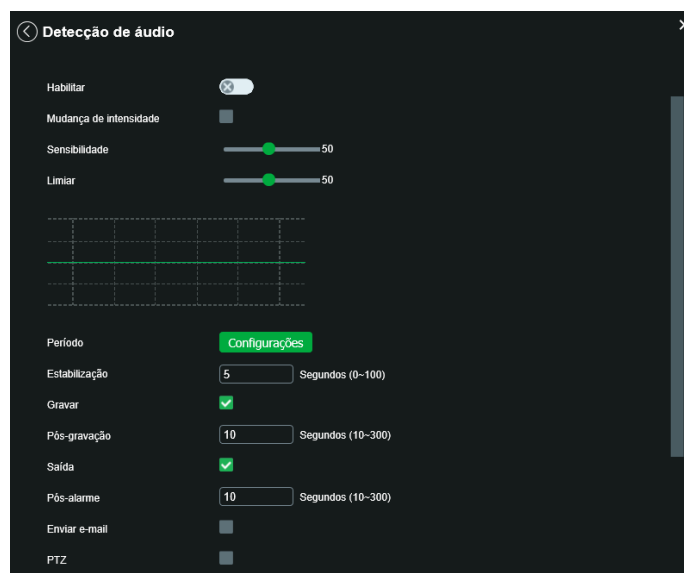 Detecção de áudio
Habilitar
Mudança de intensidade
Sensibilidade 50
Limiar 50
Período Configurações
Estabilização 5 Segundos (0~100)
Gravar
Pós-gravação 10 Segundos (10~300)
Saída
Pós-alarme 10 Segundos (10~300)
Enviar e-mail
PTZ